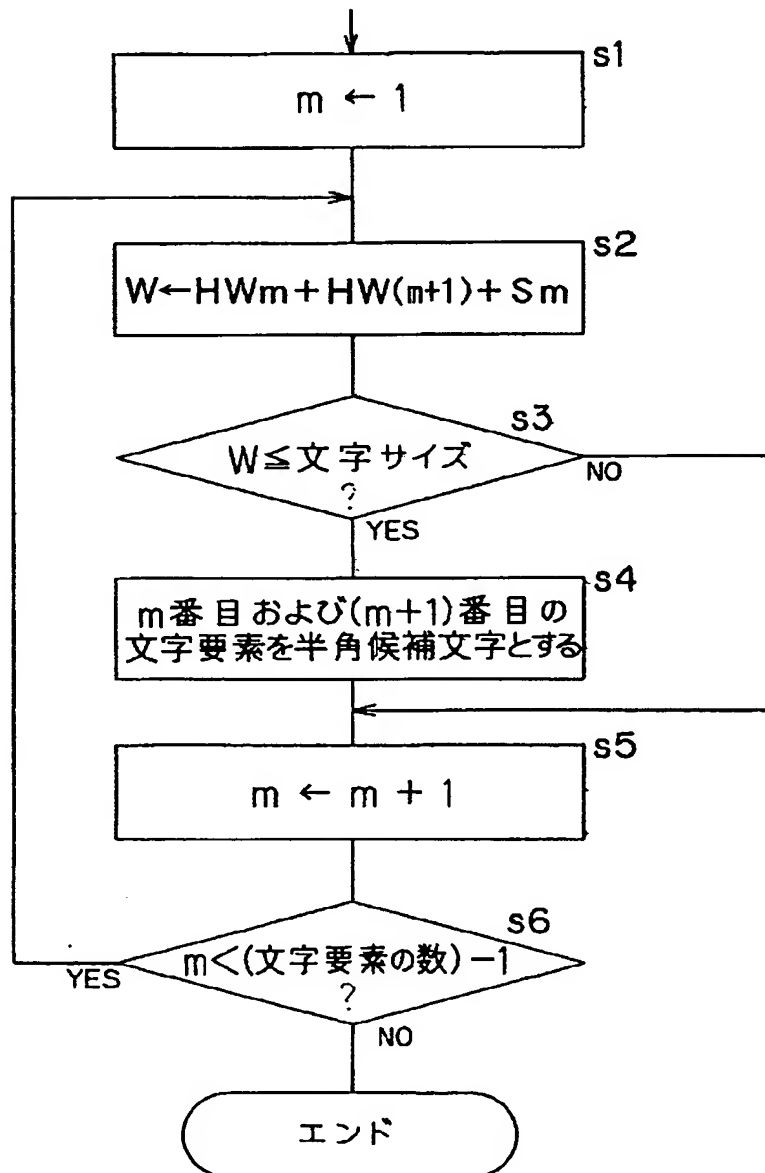 s1
m ← 1
s2
W←HWm+HW(m+1)+Sm
s3
W≦文字サイズ
?
NO
YES
s4
m番目および(m+1)番目の
文字要素を半角候補文字とする
s5
m ← m + 1
s6
m<(文字要素の数)-1
?
YES
NO
エンド